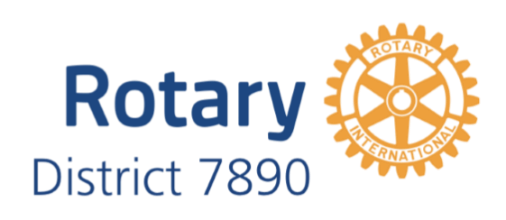 Rotary
District 7890
ROTARY
INTERNATIONAL